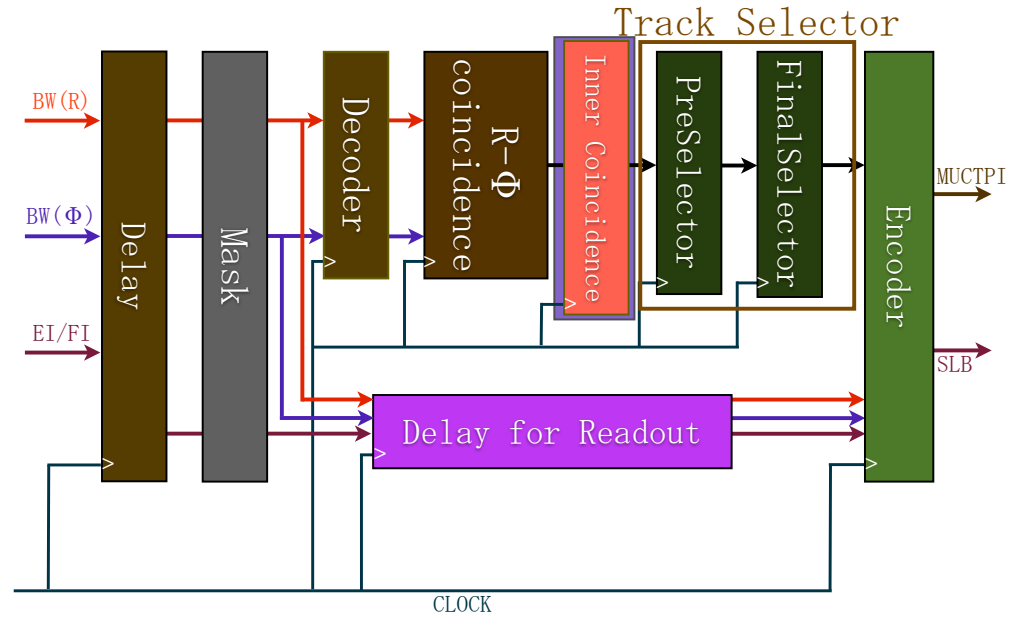 Track Selector
BW(R)
BW(Φ)
EI/FI
Delay
Mask
Decoder
R-Φ
coincidence
Inner Coincidence
PreSelector
FinalSelector
Encoder
MUCTPI
SLB
Delay for Readout
CLOCK